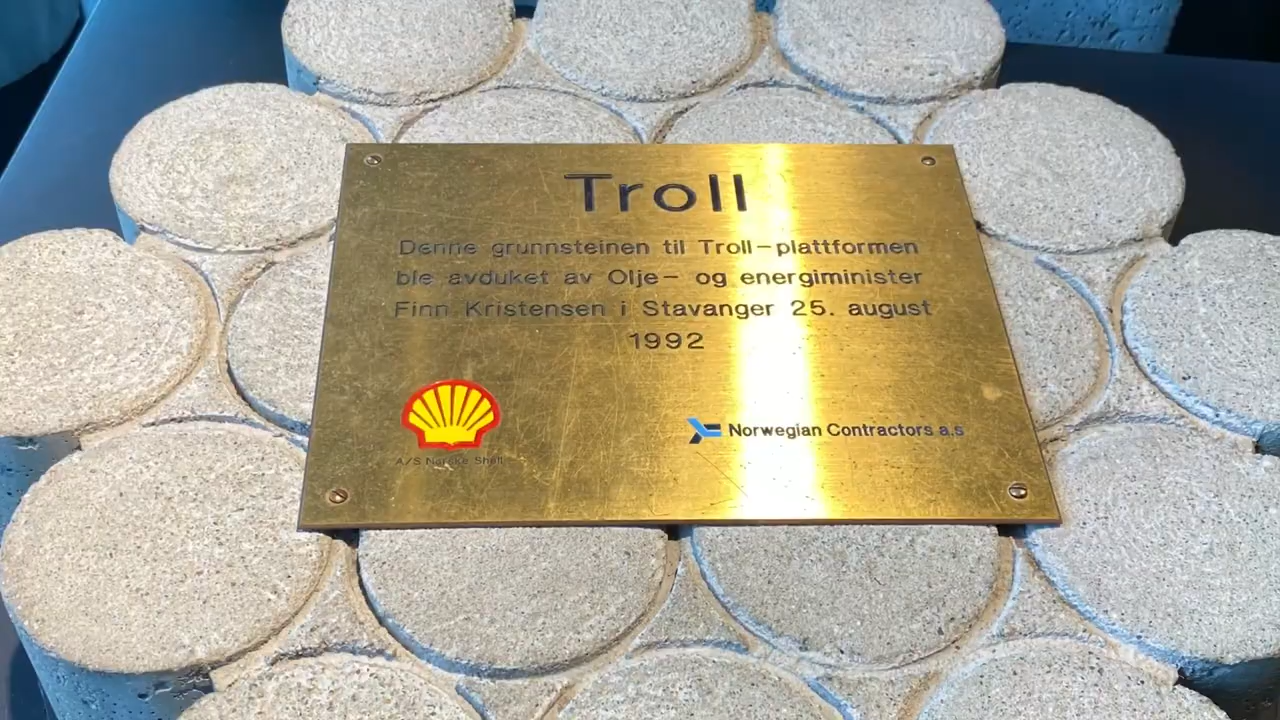 Troll
Denne grunnsteinen til Troll-plattformen
ble avduket av Olje- og energiminister
Finn Kristensen i Stavanger 25. august
1992
A/S Norske Shell
Norwegian Contractors a.s